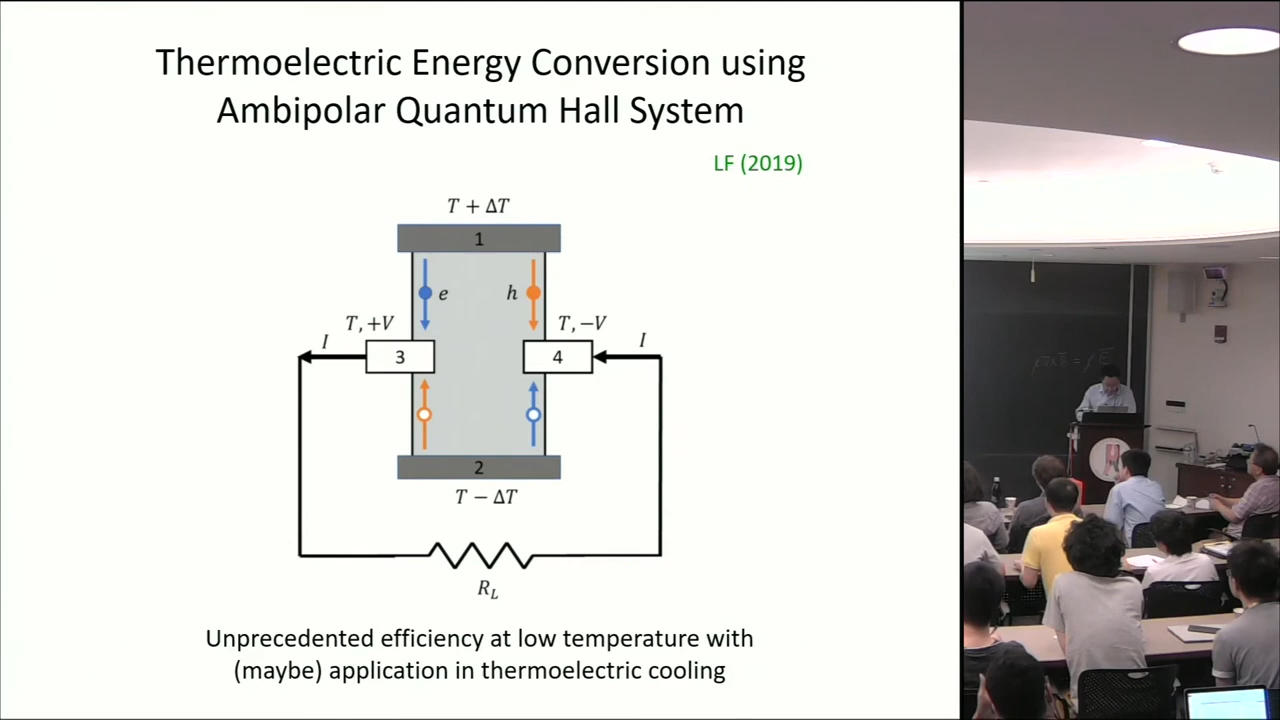 Thermoelectric Energy Conversion using
Ambipolar Quantum Hall System
LF (2019)
T + ΔT
1
e
h
T, +V
T, −V
I
I
3
4
2
T − ΔT
R_L
Unprecedented efficiency at low temperature with
(maybe) application in thermoelectric cooling